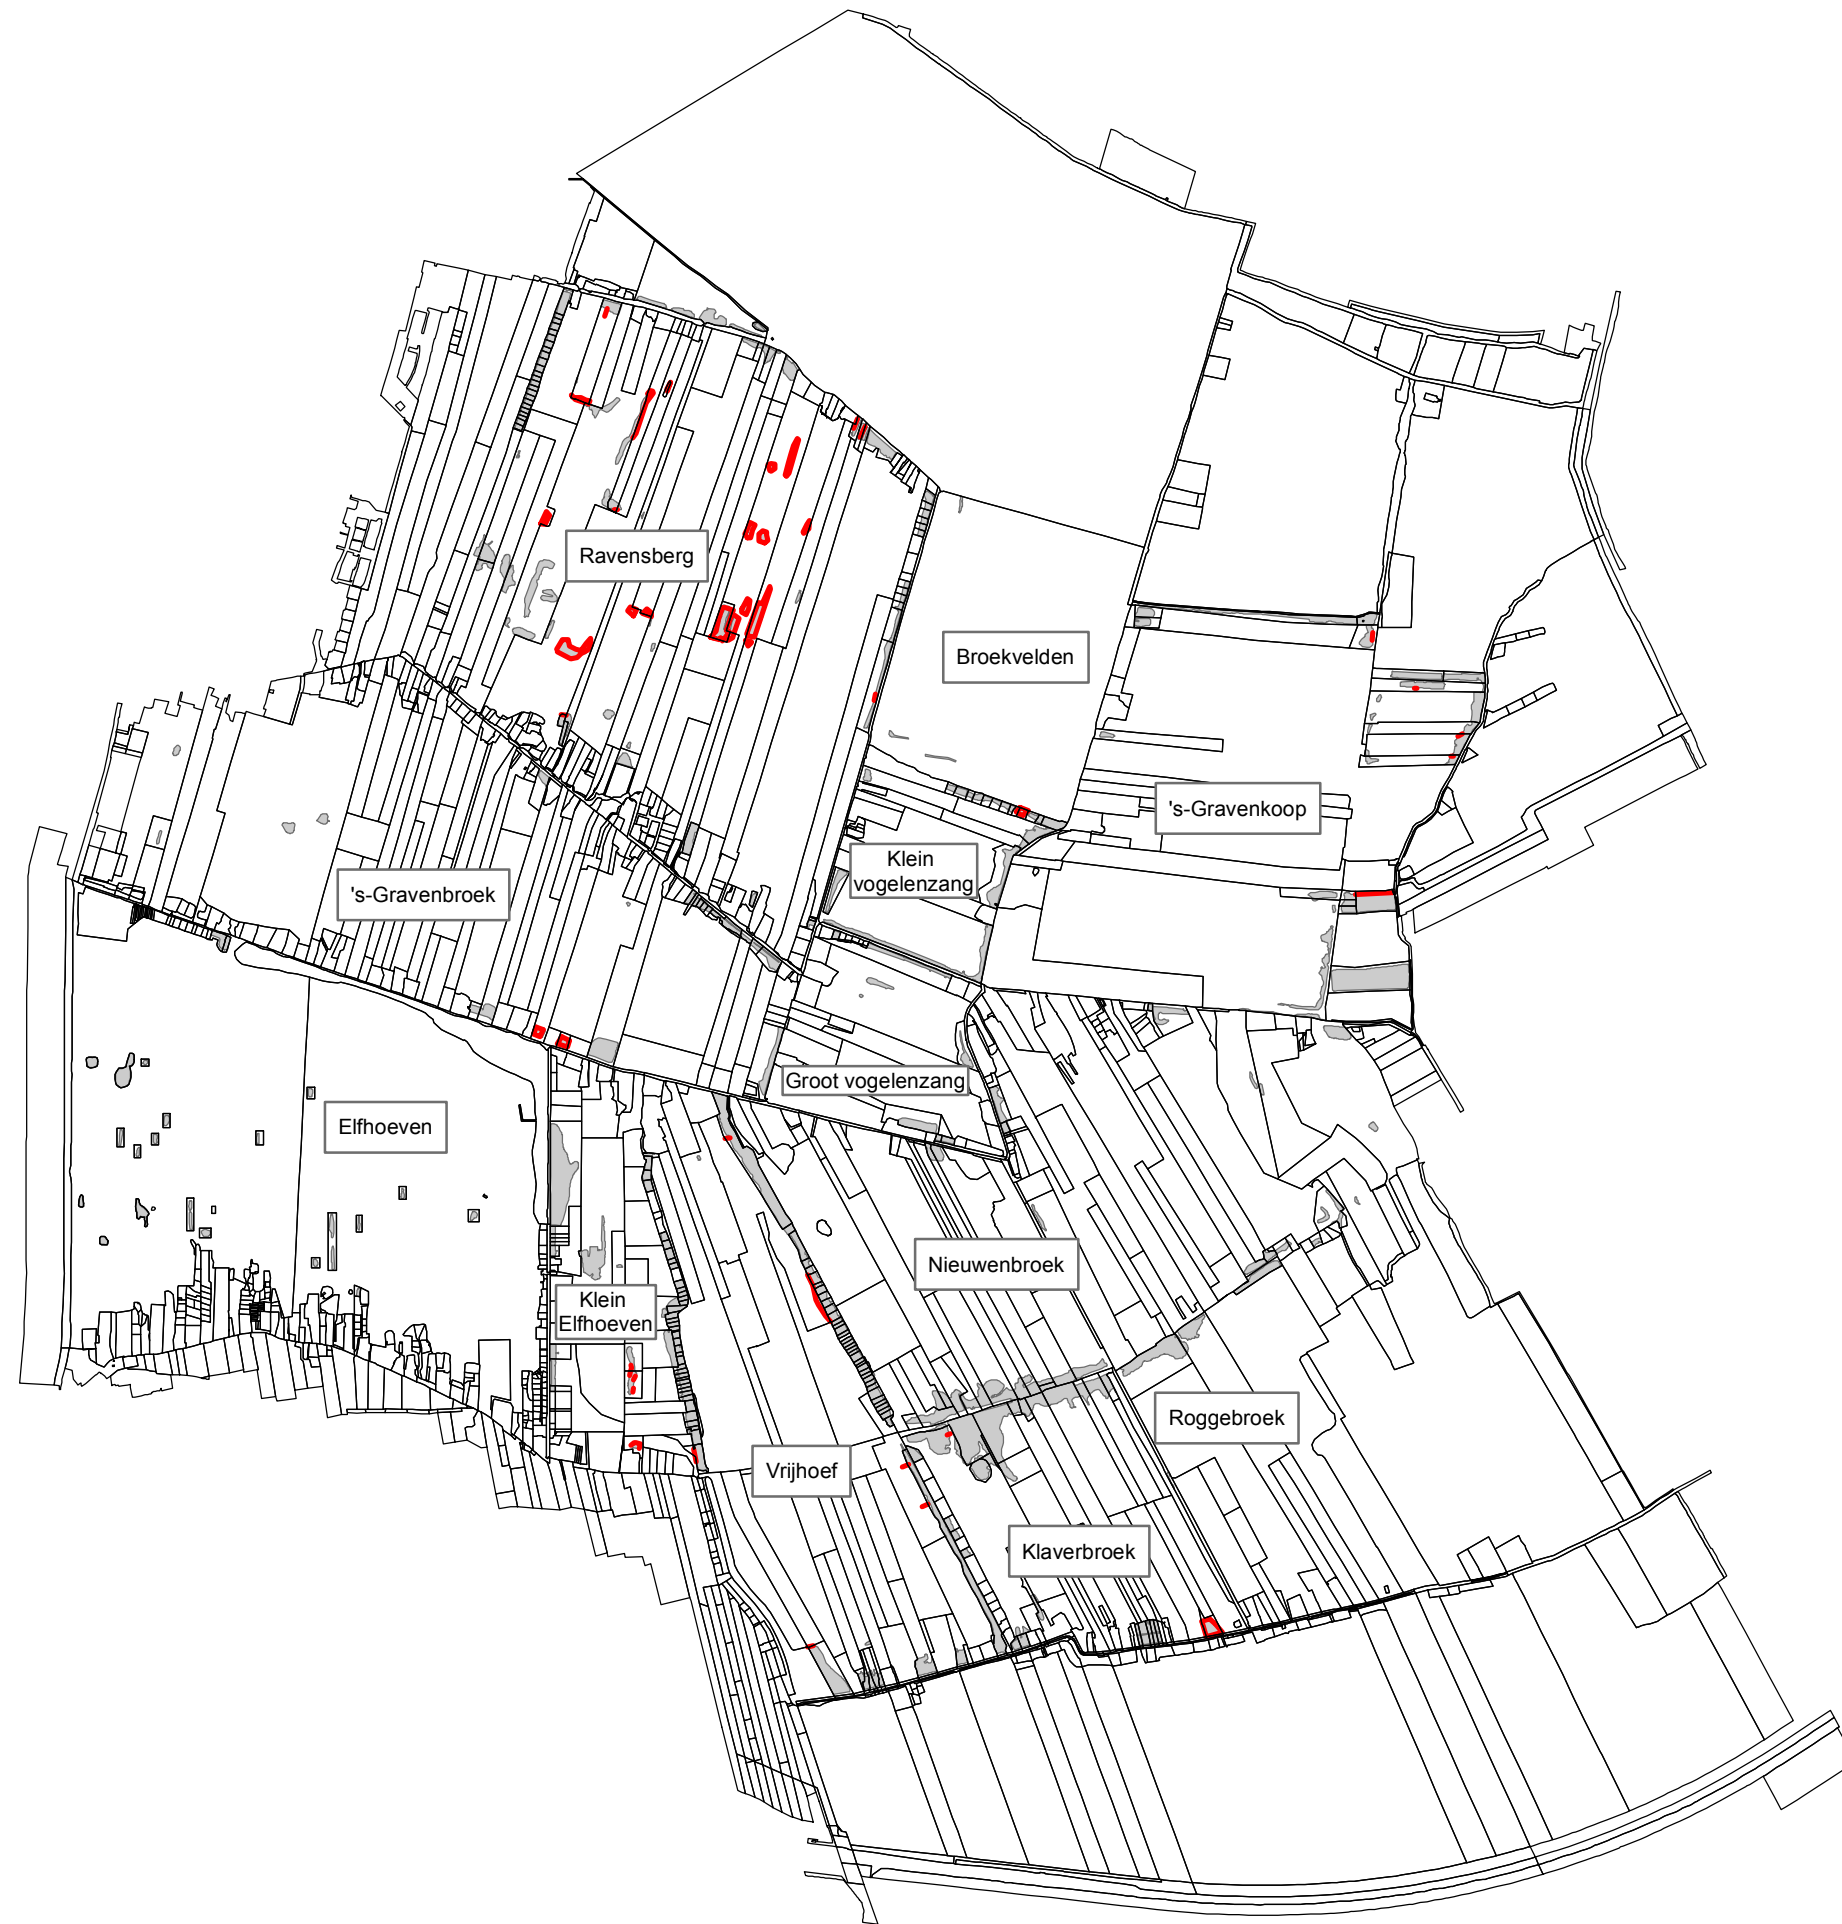 Ravensberg
Broekvelden
's-Gravenkoop
Klein
vogelenzang
's-Gravenbroek
Groot vogelenzang
Elfhoeven
Nieuwenbroek
Klein
Elfhoeven
Roggebroek
Vrijhoef
Klaverbroek